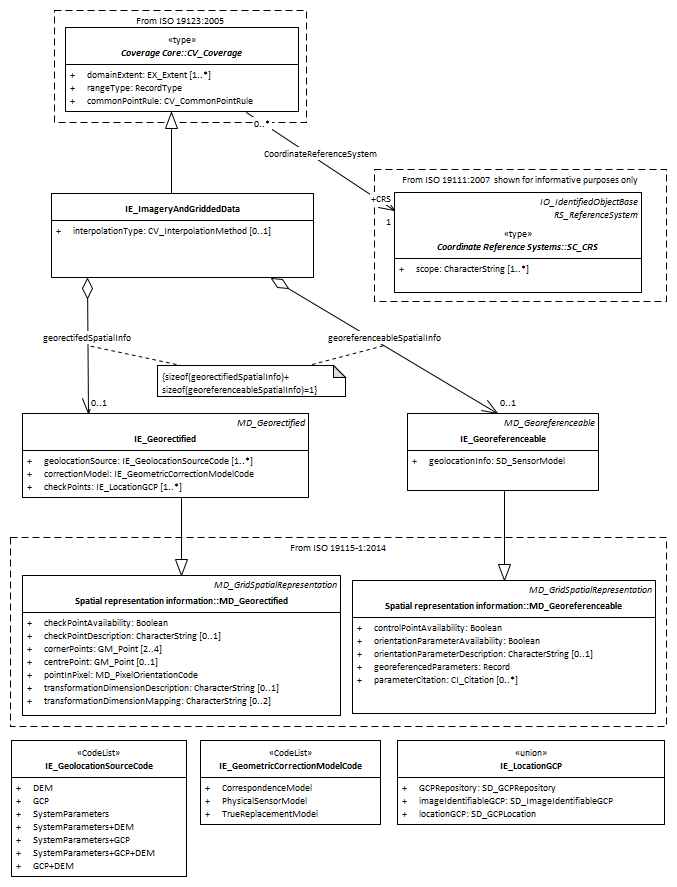 From ISO 19123:2005
«type»
Coverage Core::CV_Coverage
+ domainExtent: EX_Extent [1..*]
+ rangeType: RecordType
+ commonPointRule: CV_CommonPointRule
0..*
CoordinateReferenceSystem
From ISO 19111:2007 shown for informative purposes only
+CRS
1
IO_IdentifiedObjectBase
RS_ReferenceSystem
«type»
Coordinate Reference Systems::SC_CRS
+ scope: CharacterString [1..*]
IE_ImageryAndGriddedData
+ interpolationType: CV_InterpolationMethod [0..1]
georectifedSpatialInfo
georeferenceableSpatialInfo
{sizeof(georectifiedSpatialInfo)+
sizeof(georeferenceableSpatialInfo)=1}
0..1
0..1
MD_Georectified
IE_Georectified
+ geolocationSource: IE_GeolocationSourceCode [1..*]
+ correctionModel: IE_GeometricCorrectionModelCode
+ checkPoints: IE_LocationGCP [1..*]
MD_Georeferenceable
IE_Georeferenceable
+ geolocationInfo: SD_SensorModel
From ISO 19115-1:2014
MD_GridSpatialRepresentation
Spatial representation information::MD_Georectified
+ checkPointAvailability: Boolean
+ checkPointDescription: CharacterString [0..1]
+ cornerPoints: GM_Point [2..4]
+ centrePoint: GM_Point [0..1]
+ pointInPixel: MD_PixelOrientationCode
+ transformationDimensionDescription: CharacterString [0..1]
+ transformationDimensionMapping: CharacterString [0..2]
MD_GridSpatialRepresentation
Spatial representation information::MD_Georeferenceable
+ controlPointAvailability: Boolean
+ orientationParameterAvailability: Boolean
+ orientationParameterDescription: CharacterString [0..1]
+ georeferencedParameters: Record
+ parameterCitation: CI_Citation [0..*]
«CodeList»
IE_GeolocationSourceCode
+ DEM
+ GCP
+ SystemParameters
+ SystemParameters+DEM
+ SystemParameters+GCP
+ SystemParameters+GCP+DEM
+ GCP+DEM
«CodeList»
IE_GeometricCorrectionModelCode
+ CorrespondenceModel
+ PhysicalSensorModel
+ TrueReplacementModel
«union»
IE_LocationGCP
+ GCPRepository: SD_GCPRepository
+ imageIdentifiableGCP: SD_ImageIdentifiableGCP
+ locationGCP: SD_GCPLocation